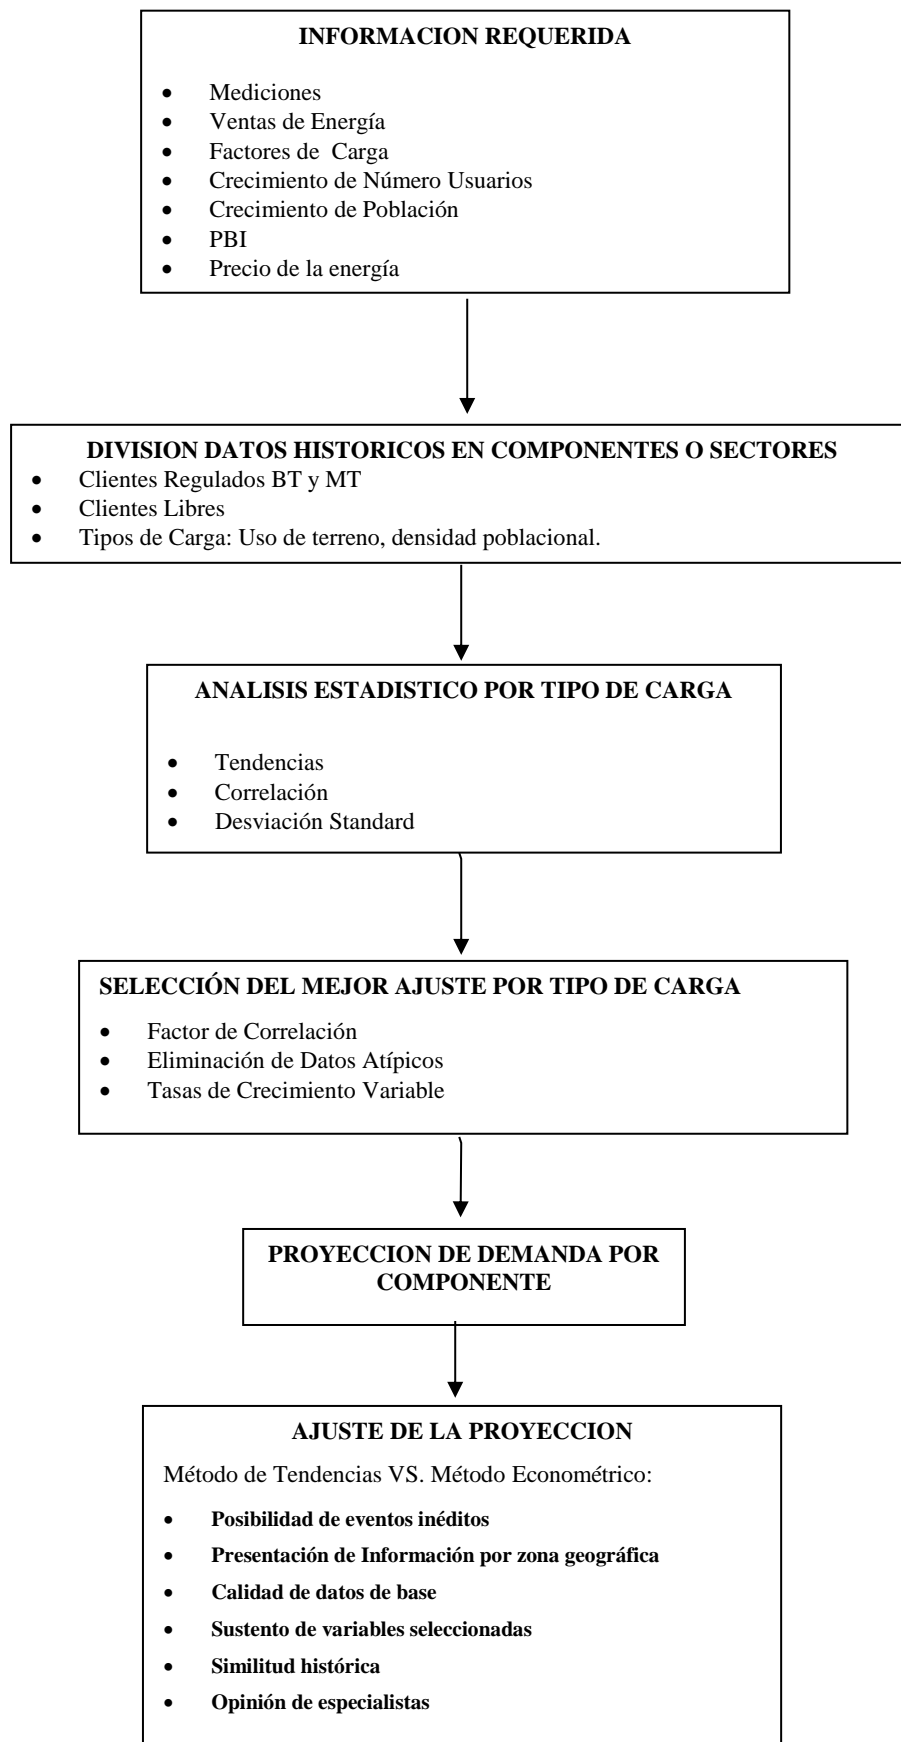 INFORMACION REQUERIDA
• Mediciones
• Ventas de Energía
• Factores de Carga
• Crecimiento de Número Usuarios
• Crecimiento de Población
• PBI
• Precio de la energía
DIVISION DATOS HISTORICOS EN COMPONENTES O SECTORES
• Clientes Regulados BT y MT
• Clientes Libres
• Tipos de Carga: Uso de terreno, densidad poblacional.
ANALISIS ESTADISTICO POR TIPO DE CARGA
• Tendencias
• Correlación
• Desviación Standard
SELECCIÓN DEL MEJOR AJUSTE POR TIPO DE CARGA
• Factor de Correlación
• Eliminación de Datos Atípicos
• Tasas de Crecimiento Variable
PROYECCION DE DEMANDA POR
COMPONENTE
AJUSTE DE LA PROYECCION
Método de Tendencias VS. Método Econométrico:
• Posibilidad de eventos inéditos
• Presentación de Información por zona geográfica
• Calidad de datos de base
• Sustento de variables seleccionadas
• Similitud histórica
• Opinión de especialistas